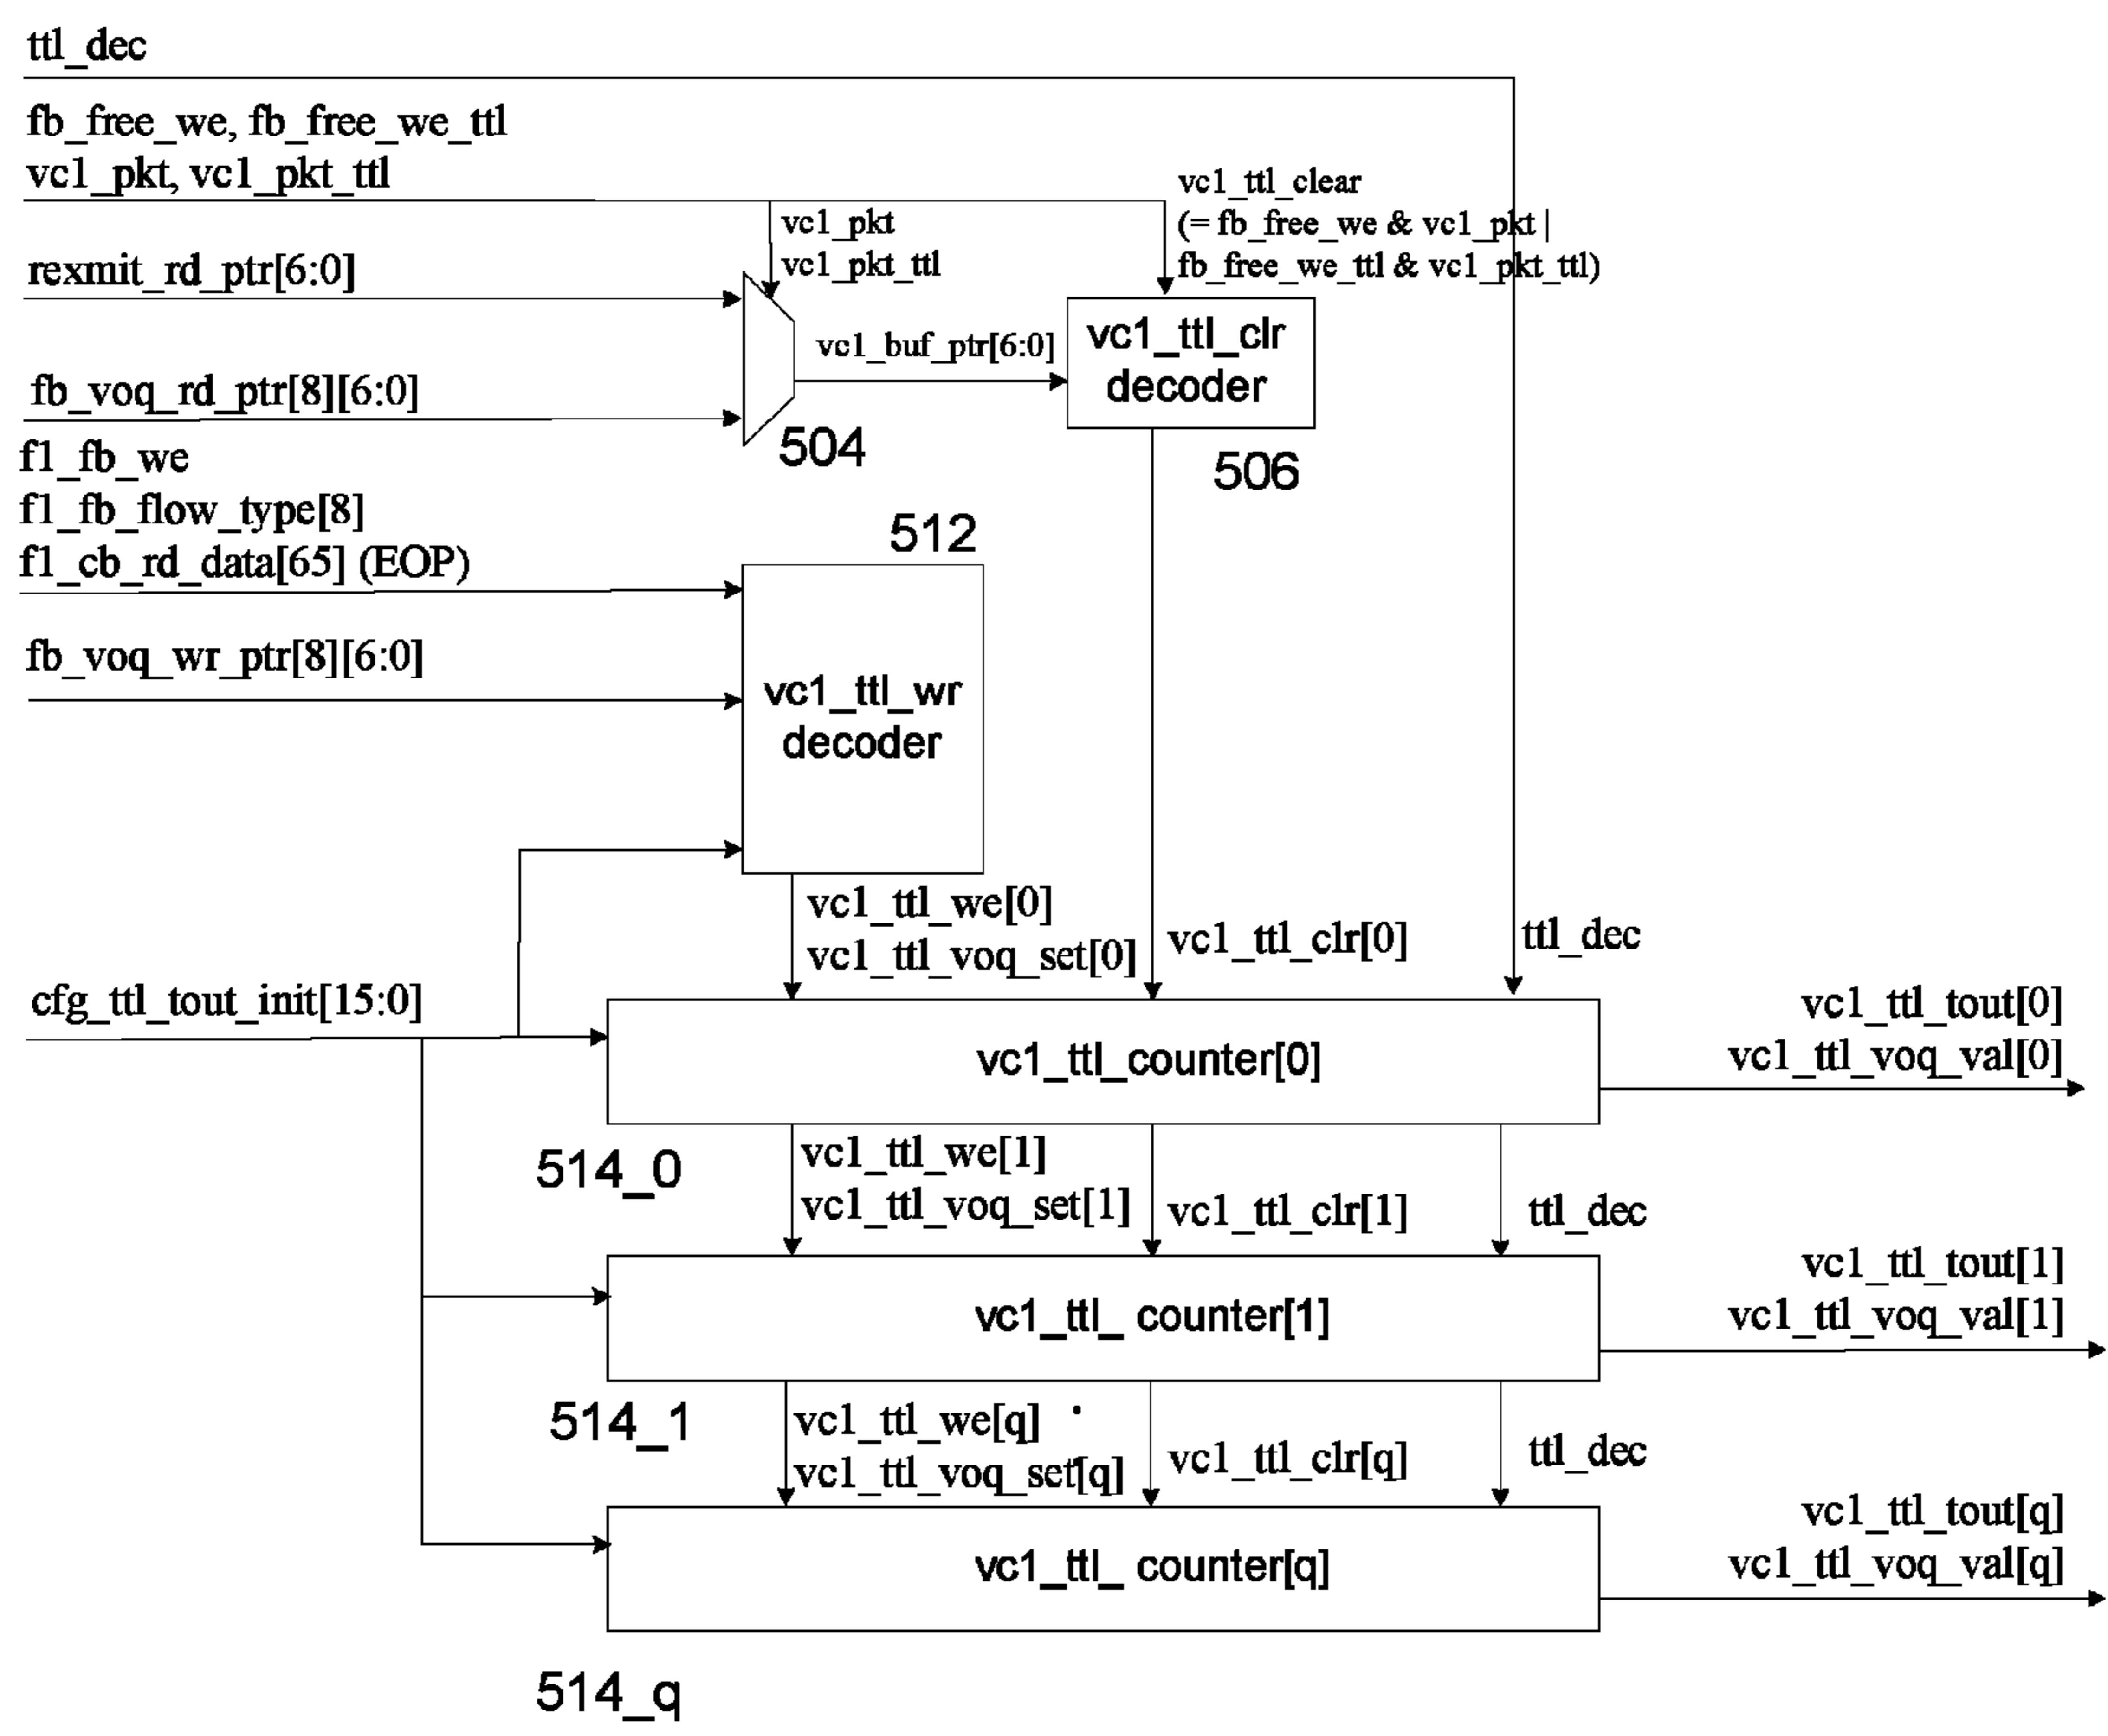 ttl_dec
fb_free_we, fb_free_we_ttl
vc1_pkt, vc1_pkt_ttl
vc1_ttl_clear
(= fb_free_we & vc1_pkt |
fb_free_we_ttl & vc1_pkt_ttl)
vc1_pkt
vc1_pkt_ttl
rexmit_rd_ptr[6:0]
vc1_buf_ptr[6:0]
vc1_ttl_clr
decoder
fb_voq_rd_ptr[8][6:0]
504
506
f1_fb_we
f1_fb_flow_type[8]
f1_cb_rd_data[65] (EOP)
512
fb_voq_wr_ptr[8][6:0]
vc1_ttl_wr
decoder
vc1_ttl_we[0]
vc1_ttl_voq_set[0]
vc1_ttl_clr[0]
ttl_dec
cfg_ttl_tout_init[15:0]
vc1_ttl_counter[0]
vc1_ttl_tout[0]
vc1_ttl_voq_val[0]
514_0
vc1_ttl_we[1]
vc1_ttl_voq_set[1]
vc1_ttl_clr[1]
ttl_dec
vc1_ttl_ counter[1]
vc1_ttl_tout[1]
vc1_ttl_voq_val[1]
514_1
vc1_ttl_we[q]
vc1_ttl_voq_set[q]
vc1_ttl_clr[q]
ttl_dec
vc1_ttl_ counter[q]
vc1_ttl_tout[q]
vc1_ttl_voq_val[q]
514_q